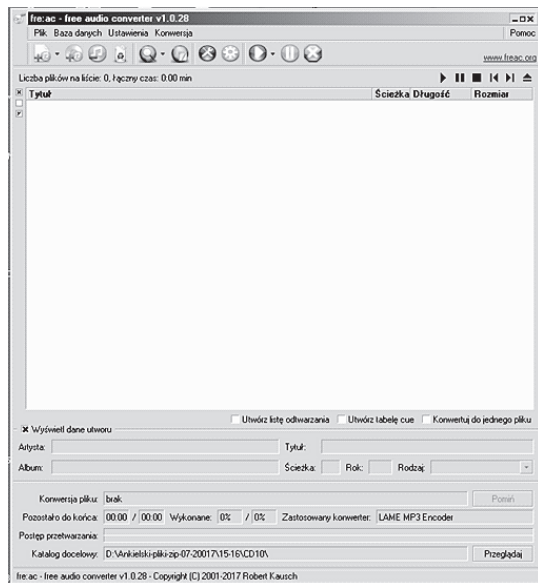 fre:ac - free audio converter v1.0.28
Plik Baza danych Ustawienia Konwersja Pomoc
www.freac.org
Liczba plików na liście: 0, łączny czas: 0:00 min
Tytuł Ścieżka Długość Rozmiar
Utwórz listę odtwarzania Utwórz tabelę cue Konwertuj do jednego pliku
Wyświetl dane utworu
Artysta: Tytuł:
Album: Ścieżka: Rok: Rodzaj:
Konwersja pliku: brak Pomiń
Pozostało do końca: 00:00 / 00:00 Wykonane: 0% / 0% Zastosowany konwerter: LAME MP3 Encoder
Postęp przetwarzania:
Katalog docelowy: D:\Ankielski-pliki-zip-07-20017\15-16\CD10\ Przeglądaj
fre:ac - free audio converter v1.0.28 - Copyright (C) 2001-2017 Robert Kausch